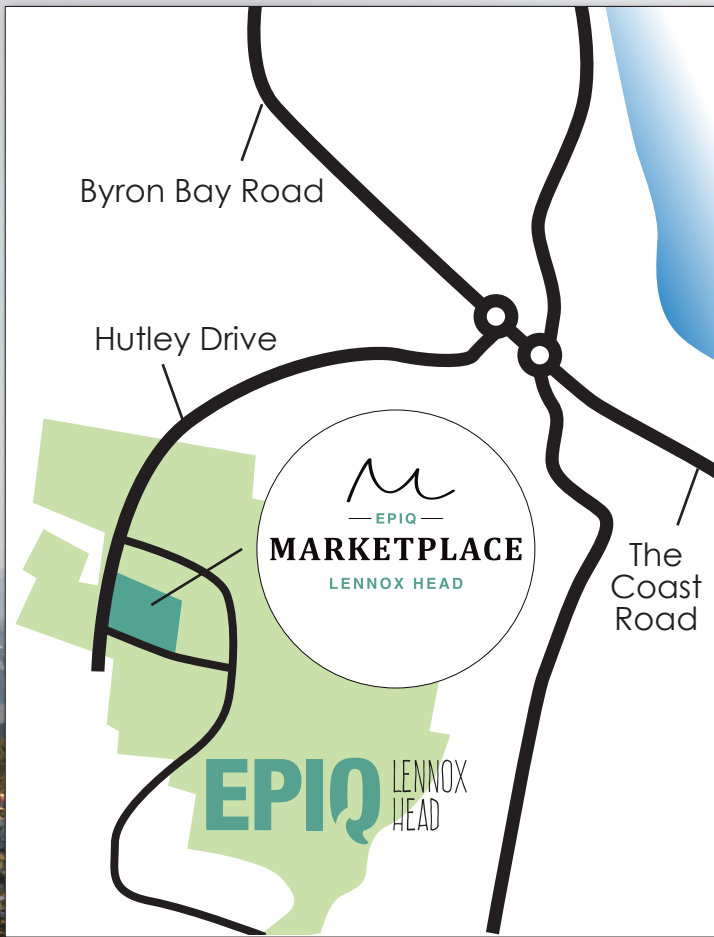 Byron Bay Road
Hutley Drive
EPIQ
MARKETPLACE
LENNOX HEAD
The
Coast
Road
EPIQ
LENNOX
HEAD